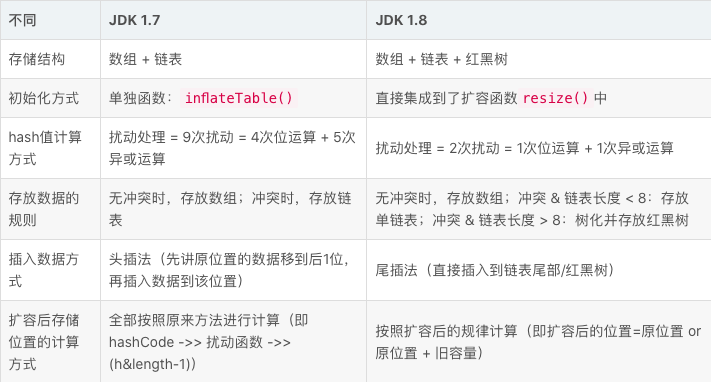 不同
JDK 1.7
JDK 1.8
存储结构
数组 + 链表
数组 + 链表 + 红黑树
初始化方式
单独函数： inflateTable()
直接集成到了扩容函数 resize() 中
hash值计算
方式
扰动处理 = 9次扰动 = 4次位运算 + 5次
异或运算
扰动处理 = 2次扰动 = 1次位运算 + 1次异或运算
存放数据的
规则
无冲突时，存放数组；冲突时，存放链
表
无冲突时，存放数组；冲突 & 链表长度 < 8：存放
单链表；冲突 & 链表长度 > 8：树化并存放红黑树
插入数据方
式
头插法（先讲原位置的数据移到后1位，
再插入数据到该位置）
尾插法（直接插入到链表尾部/红黑树）
扩容后存储
位置的计算
方式
全部按照原来方法进行计算（即
hashCode ->> 扰动函数 ->>
(h&length-1)）
按照扩容后的规律计算（即扩容后的位置=原位置 or
原位置 + 旧容量）